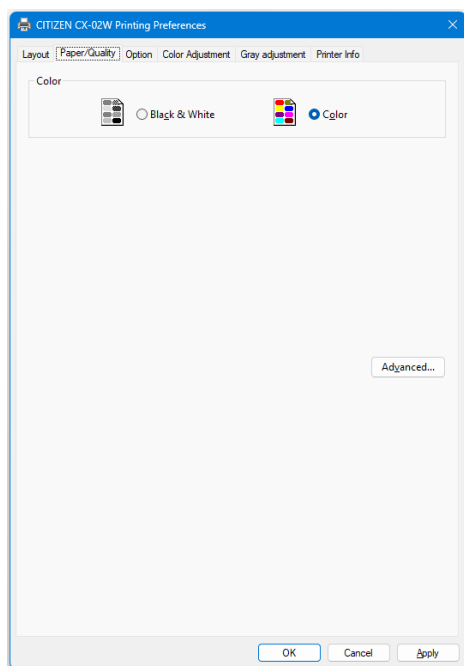 CITIZEN CX-02W Printing Preferences
Layout Paper/Quality Option Color Adjustment Gray adjustment Printer Info
Color
Black & White Color
Advanced...
OK Cancel Apply